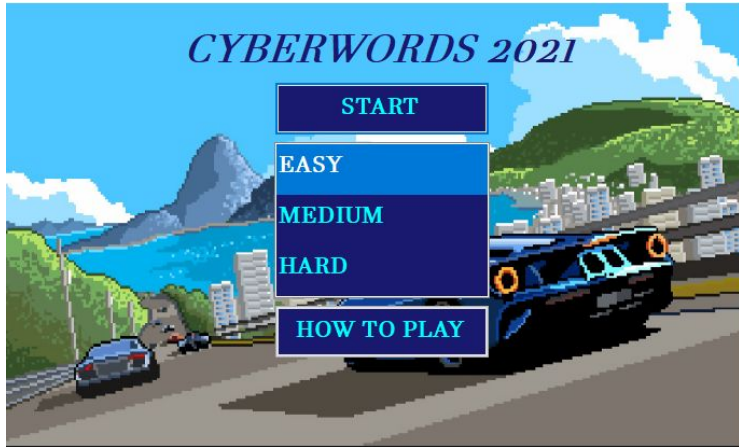 CYBERWORDS 2021
START
EASY
MEDIUM
HARD
HOW TO PLAY